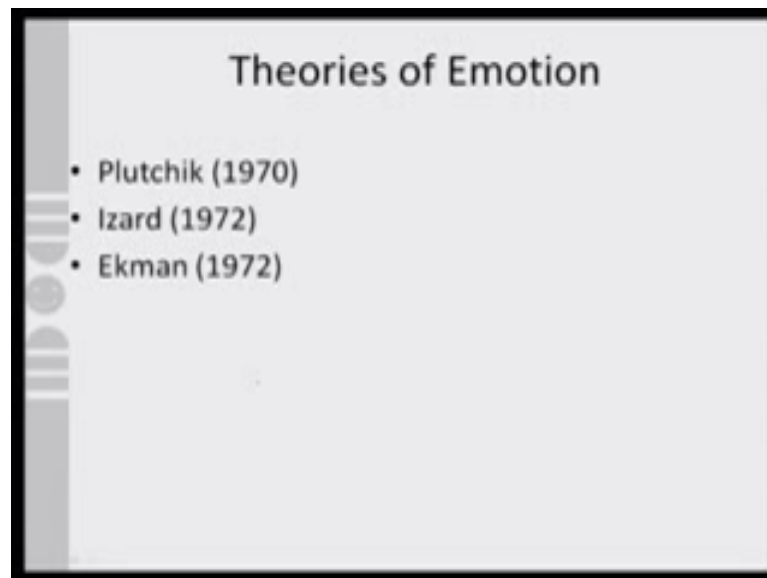 Theories of Emotion
• Plutchik (1970)
• Izard (1972)
• Ekman (1972)